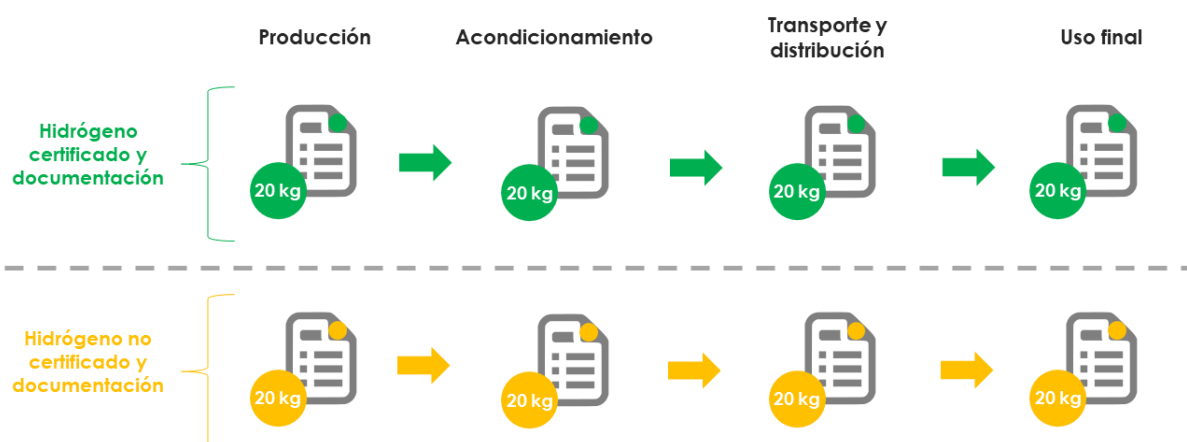 Producción
Acondicionamiento
Transporte y
distribución
Uso final
Hidrógeno
certificado y
documentación
20 kg
20 kg
20 kg
20 kg
Hidrógeno no
certificado y
documentación
20 kg
20 kg
20 kg
20 kg